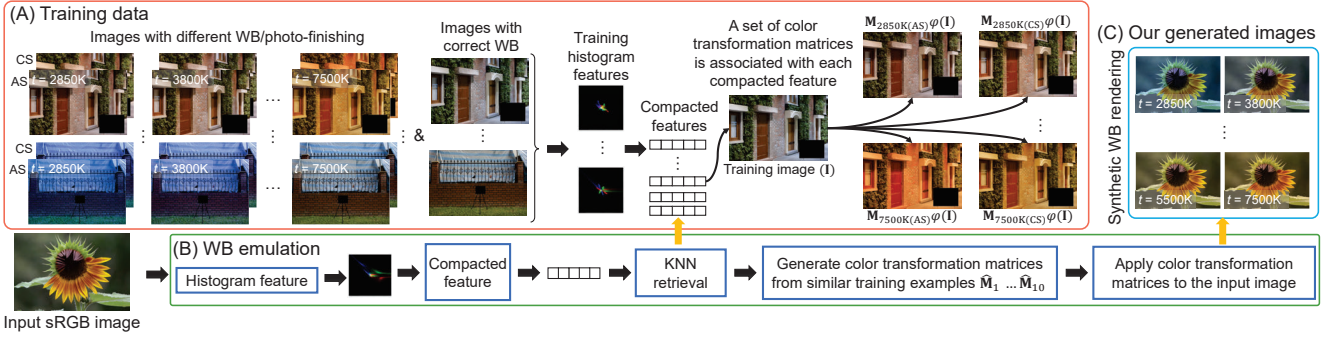 (A) Training data
Images with different WB/photo-finishing
CS
AS
t = 2850K
t = 3800K
t = 7500K
...
...
CS
AS
t = 2850K
t = 3800K
t = 7500K
&
Images with
correct WB
Training
histogram
features
Compacted
features
A set of color
transformation matrices
is associated with each
compacted feature
Training image (I)
M2850K(AS)φ(I)
M2850K(CS)φ(I)
M7500K(AS)φ(I)
M7500K(CS)φ(I)
(C) Our generated images
Synthetic WB rendering
t = 2850K
t = 3800K
t = 5500K
t = 7500K
Input sRGB image
(B) WB emulation
Histogram feature
Compacted
feature
KNN
retrieval
Generate color transformation matrices
from similar training examples M̂1 ... M̂10
Apply color transformation
matrices to the input image